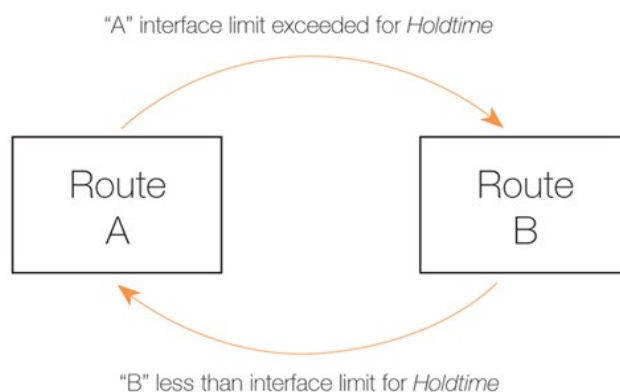 “A” interface limit exceeded for Holdtime
Route
A
Route
B
“B” less than interface limit for Holdtime